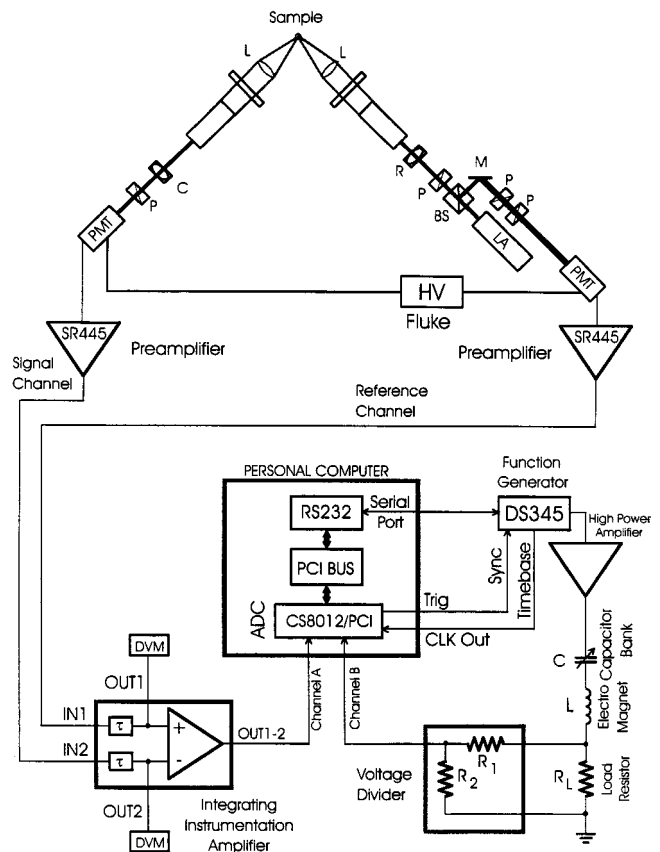 Sample
L
L
C
P
R
P
BS
M
P
P
LA
PMT
PMT
HV
Fluke
SR445
Preamplifier
SR445
Preamplifier
Signal
Channel
Reference
Channel
PERSONAL COMPUTER
RS232
Serial
Port
PCI BUS
ADC
CS8012/PCI
Trig
CLK Out
Sync
Timebase
Function
Generator
DS345
High Power
Amplifier
C
Capacitor
Bank
L
Electro
Magnet
R1
R2
Voltage
Divider
RL
Load
Resistor
Channel A
Channel B
DVM
OUT1
IN1
τ
+
IN2
τ
-
OUT1-2
OUT2
DVM
Integrating
Instrumentation
Amplifier